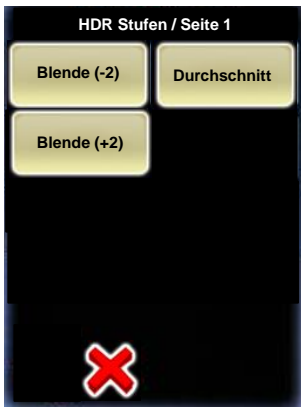 HDR Stufen / Seite 1
Blende (-2)
Durchschnitt
Blende (+2)